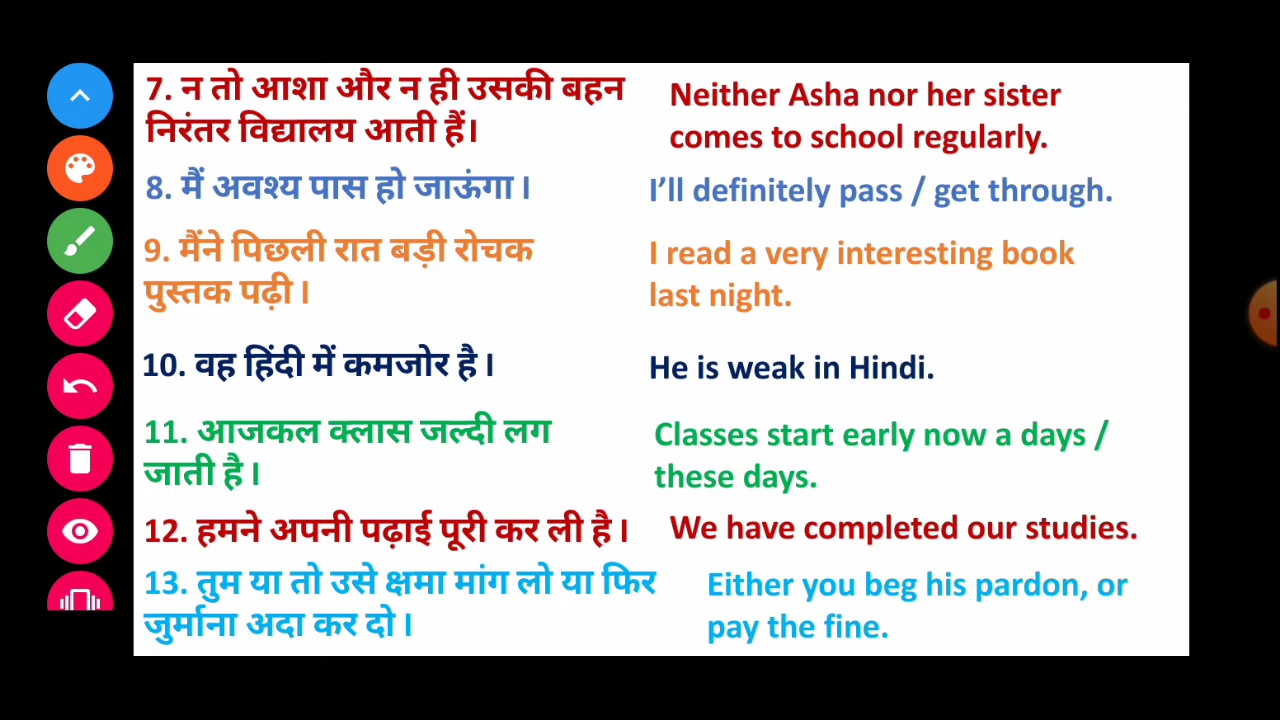 7. न तो आशा और न ही उसकी बहन
निरंतर विद्यालय आती हैं।
Neither Asha nor her sister
comes to school regularly.
8. मैं अवश्य पास हो जाऊंगा।
I'll definitely pass / get through.
9. मैंने पिछली रात बड़ी रोचक
पुस्तक पढ़ी।
I read a very interesting book
last night.
10. वह हिंदी में कमजोर है।
He is weak in Hindi.
11. आजकल क्लास जल्दी लग
जाती है।
Classes start early now a days /
these days.
12. हमने अपनी पढ़ाई पूरी कर ली है।
We have completed our studies.
13. तुम या तो उसे क्षमा मांग लो या फिर
जुर्माना अदा कर दो।
Either you beg his pardon, or
pay the fine.